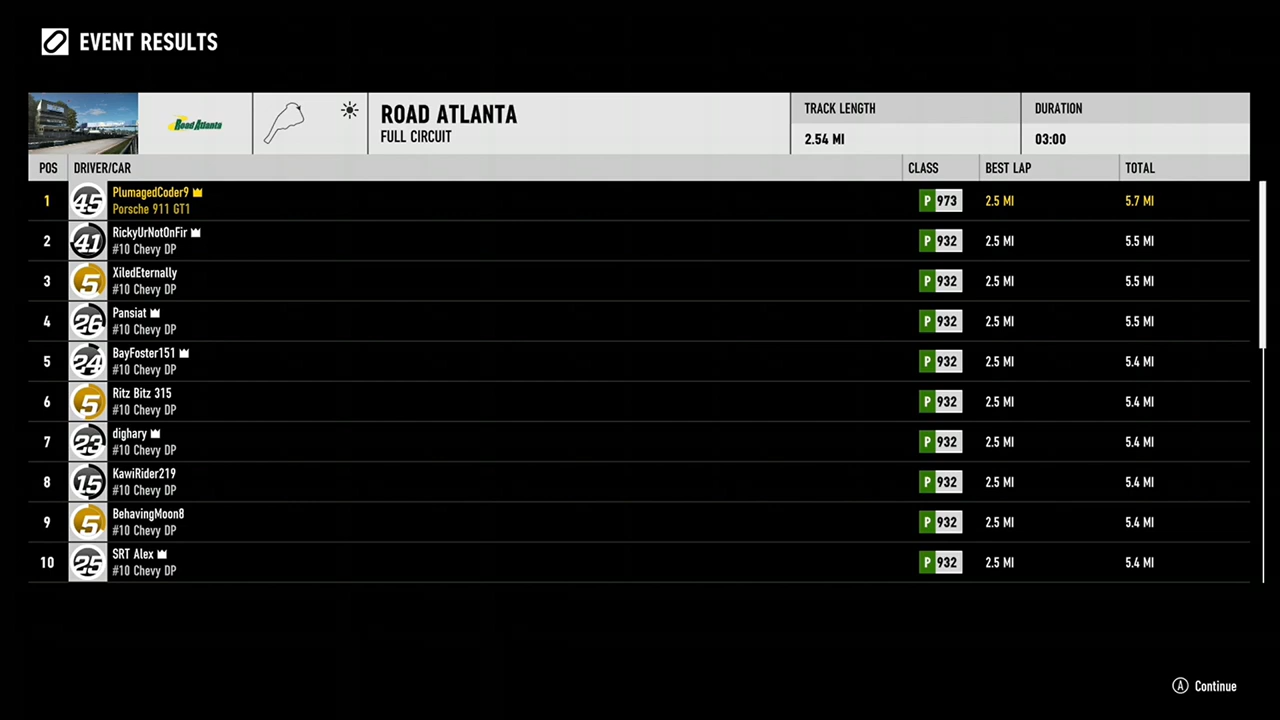 EVENT RESULTS
Road Atlanta
ROAD ATLANTA
FULL CIRCUIT
TRACK LENGTH
2.54 MI
DURATION
03:00
POS DRIVER/CAR CLASS BEST LAP TOTAL
1 45 PlumagedCoder9 P 973 2.5 MI 5.7 MI
Porsche 911 GT1
2 41 RickyUrNotOnFir P 932 2.5 MI 5.5 MI
#10 Chevy DP
3 5 XiledEternally P 932 2.5 MI 5.5 MI
#10 Chevy DP
4 26 Pansiat P 932 2.5 MI 5.5 MI
#10 Chevy DP
5 24 BayFoster151 P 932 2.5 MI 5.4 MI
#10 Chevy DP
6 5 Ritz Bitz 315 P 932 2.5 MI 5.4 MI
#10 Chevy DP
7 23 dighary P 932 2.5 MI 5.4 MI
#10 Chevy DP
8 15 KawiRider219 P 932 2.5 MI 5.4 MI
#10 Chevy DP
9 5 BehavingMoon8 P 932 2.5 MI 5.4 MI
#10 Chevy DP
10 25 SRT Alex P 932 2.5 MI 5.4 MI
#10 Chevy DP
A Continue